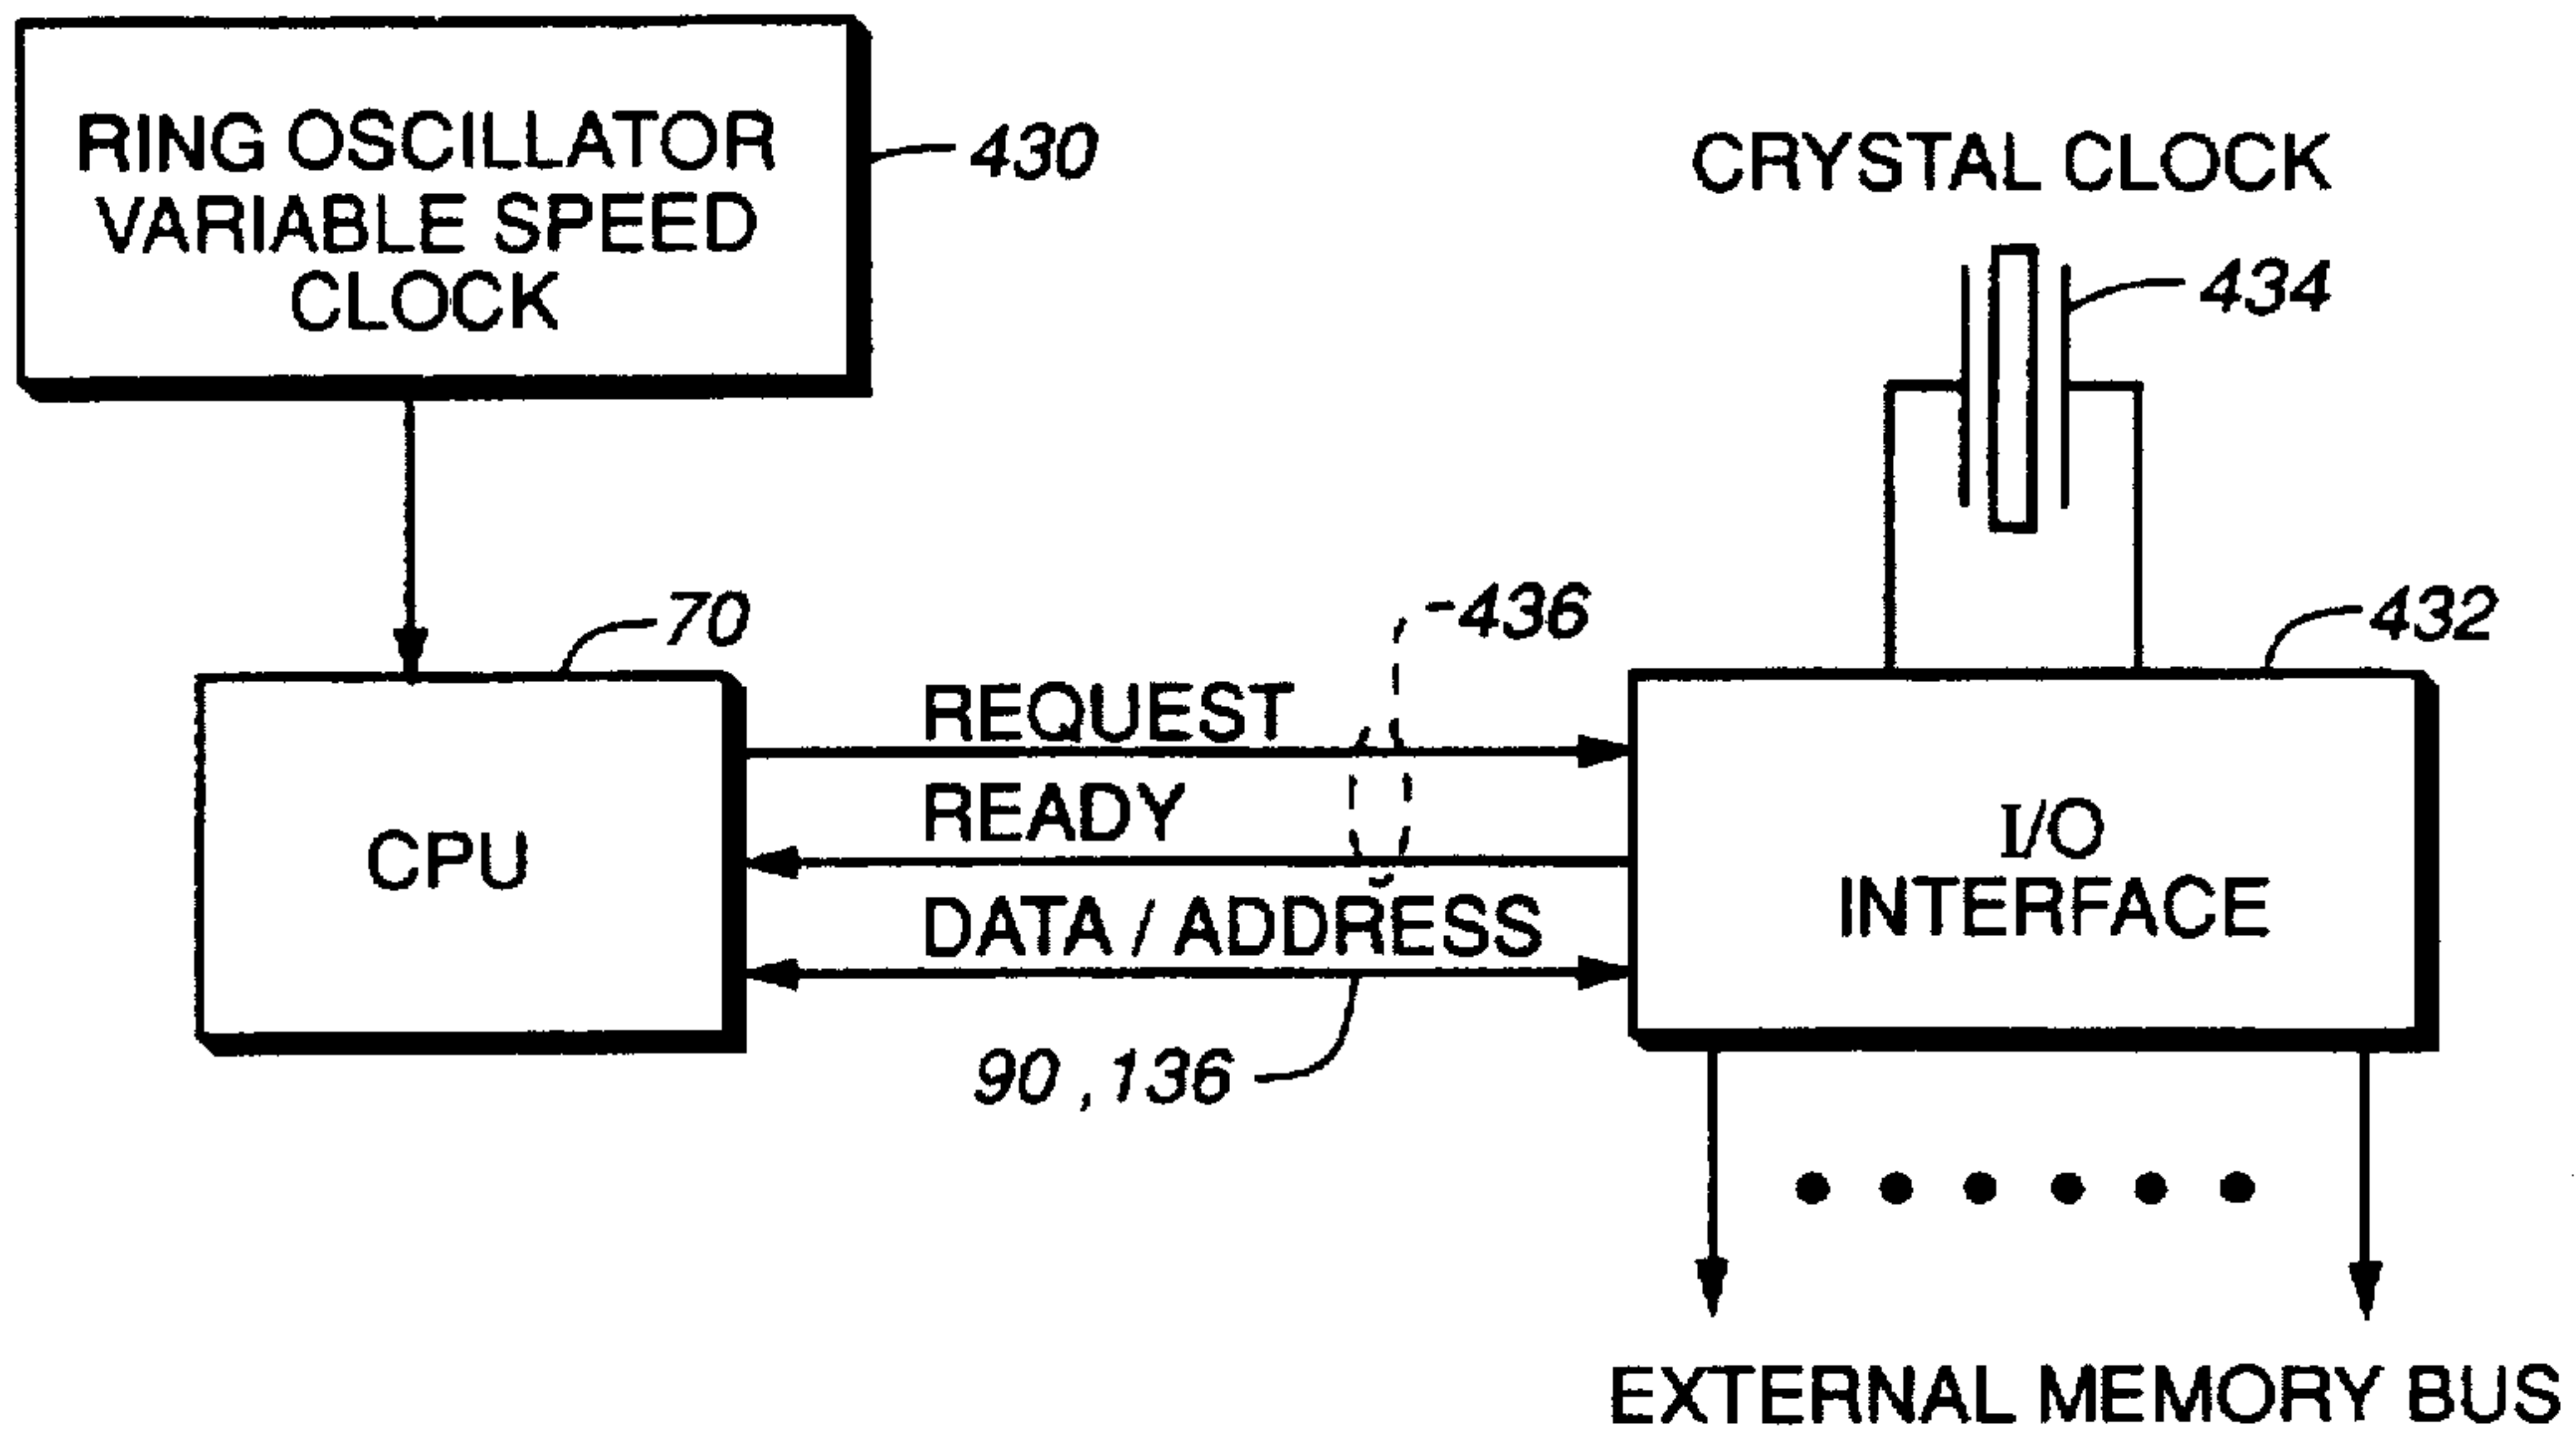 RING OSCILLATOR
VARIABLE SPEED
CLOCK
430
CRYSTAL CLOCK
434
70
-436
432
REQUEST
READY
DATA / ADDRESS
CPU
I/O
INTERFACE
90 ,136
EXTERNAL MEMORY BUS